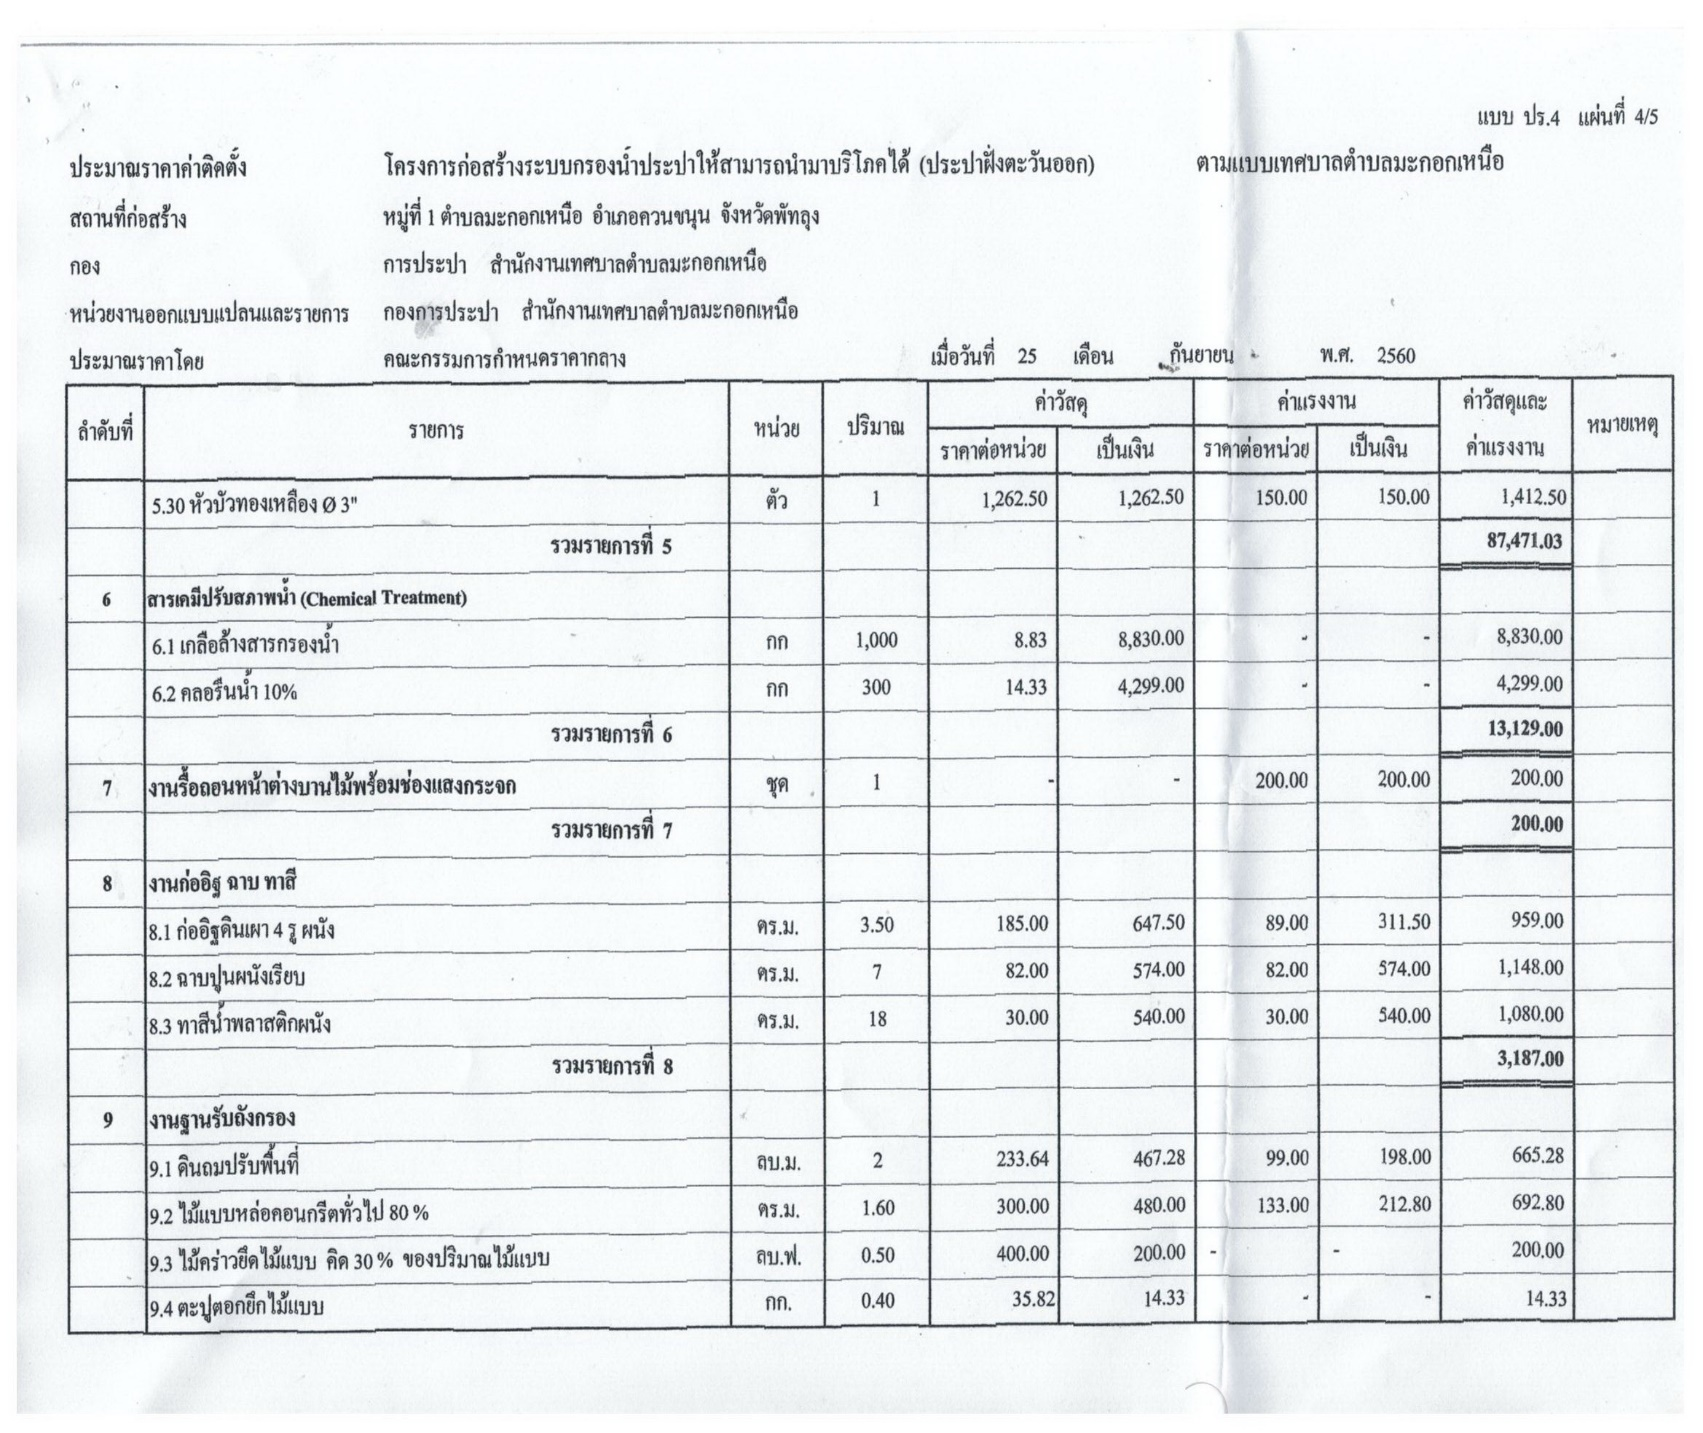 แบบ ปร.4 แผ่นที่ 4/5
ประมาณราคาค่าติดตั้ง โครงการก่อสร้างระบบกรองน้ำประปาให้สามารถนำมาบริโภคได้ (ประปาฝั่งตะวันออก) ตามแบบเทศบาลตำบลมะกอกเหนือ
สถานที่ก่อสร้าง หมู่ที่ 1 ตำบลมะกอกเหนือ อำเภอควนขนุน จังหวัดพัทลุง
กอง การประปา สำนักงานเทศบาลตำบลมะกอกเหนือ
หน่วยงานออกแบบแปลนและรายการ กองการประปา สำนักงานเทศบาลตำบลมะกอกเหนือ
ประมาณราคาโดย คณะกรรมการกำหนดราคากลาง เมื่อวันที่ 25 เดือน กันยายน พ.ศ. 2560
ลำดับที่ รายการ หน่วย ปริมาณ ค่าวัสดุ ค่าแรงงาน ค่าวัสดุและ หมายเหตุ
ราคาต่อหน่วย เป็นเงิน ราคาต่อหน่วย เป็นเงิน ค่าแรงงาน
5.30 หัวบัวทองเหลือง Ø 3" ตัว 1 1,262.50 1,262.50 150.00 150.00 1,412.50
รวมรายการที่ 5 87,471.03
6 สารเคมีปรับสภาพน้ำ (Chemical Treatment)
6.1 เกลือล้างสารกรองน้ำ กก 1,000 8.83 8,830.00 - - 8,830.00
6.2 คลอรีนน้ำ 10% กก 300 14.33 4,299.00 - - 4,299.00
รวมรายการที่ 6 13,129.00
7 งานรื้อถอนหน้าต่างบานไม้พร้อมช่องแสงกระจก ชุด 1 - - 200.00 200.00 200.00
รวมรายการที่ 7 200.00
8 งานก่ออิฐ ฉาบ ทาสี
8.1 ก่ออิฐดินเผา 4 รู ผนัง ตร.ม. 3.50 185.00 647.50 89.00 311.50 959.00
8.2 ฉาบปูนผนังเรียบ ตร.ม. 7 82.00 574.00 82.00 574.00 1,148.00
8.3 ทาสีน้ำพลาสติกผนัง ตร.ม. 18 30.00 540.00 30.00 540.00 1,080.00
รวมรายการที่ 8 3,187.00
9 งานฐานรับถังกรอง
9.1 ดินถมปรับพื้นที่ ลบ.ม. 2 233.64 467.28 99.00 198.00 665.28
9.2 ไม้แบบหล่อคอนกรีตทั่วไป 80 % ตร.ม. 1.60 300.00 480.00 133.00 212.80 692.80
9.3 ไม้คร่าวยึดไม้แบบ คิด 30 % ของปริมาณไม้แบบ ลบ.ฟ. 0.50 400.00 200.00 - - 200.00
9.4 ตะปูตอกยึกไม้แบบ กก. 0.40 35.82 14.33 - - 14.33